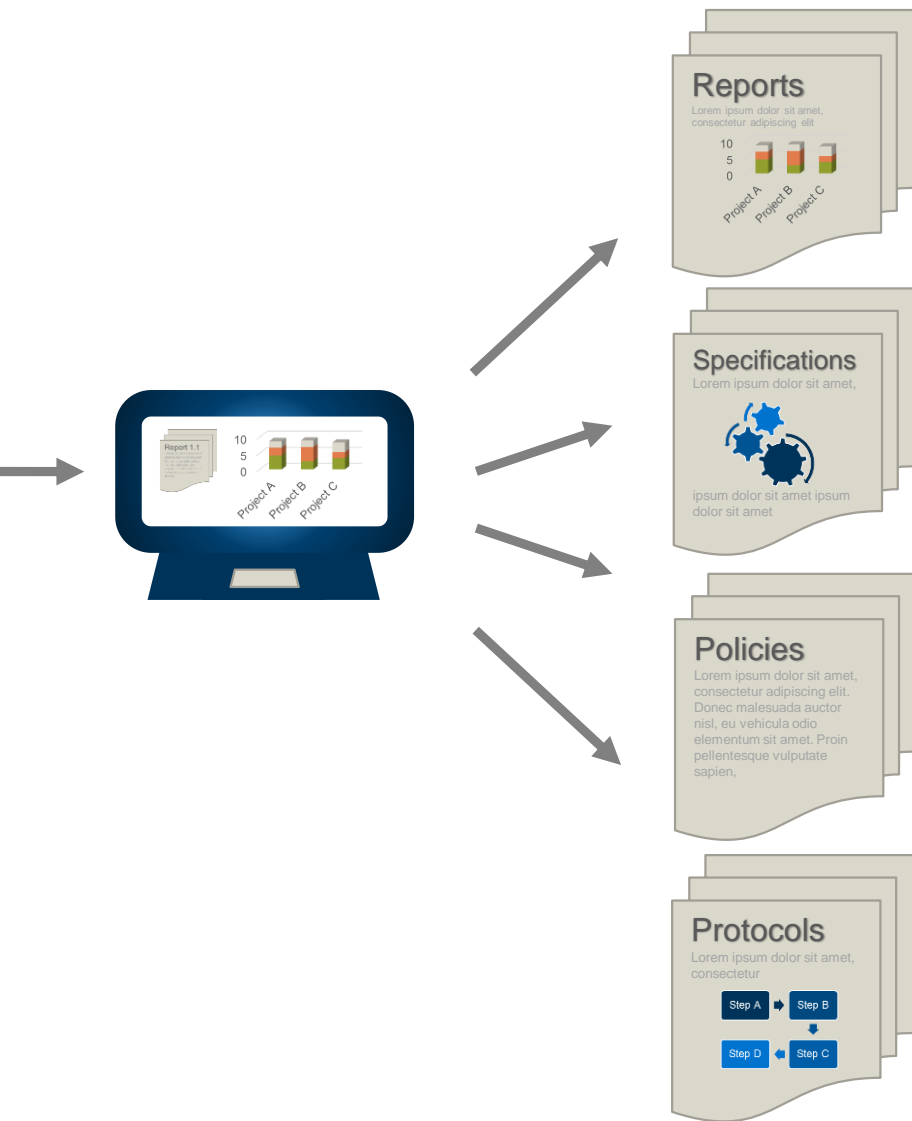 Reports
Lorem ipsum dolor sit amet,
consectetur adipiscing elit
10
5
0
Project A
Project B
Project C
Report 1.1
10
5
0
Project A
Project B
Project C
Specifications
Lorem ipsum dolor sit amet,
ipsum dolor sit amet ipsum
dolor sit amet
Policies
Lorem ipsum dolor sit amet,
consectetur adipiscing elit.
Donec malesuada auctor
nisl, eu vehicula odio
elementum sit amet. Proin
pellentesque vulputate
sapien,
Protocols
Lorem ipsum dolor sit amet,
consectetur
Step A
Step B
Step D
Step C